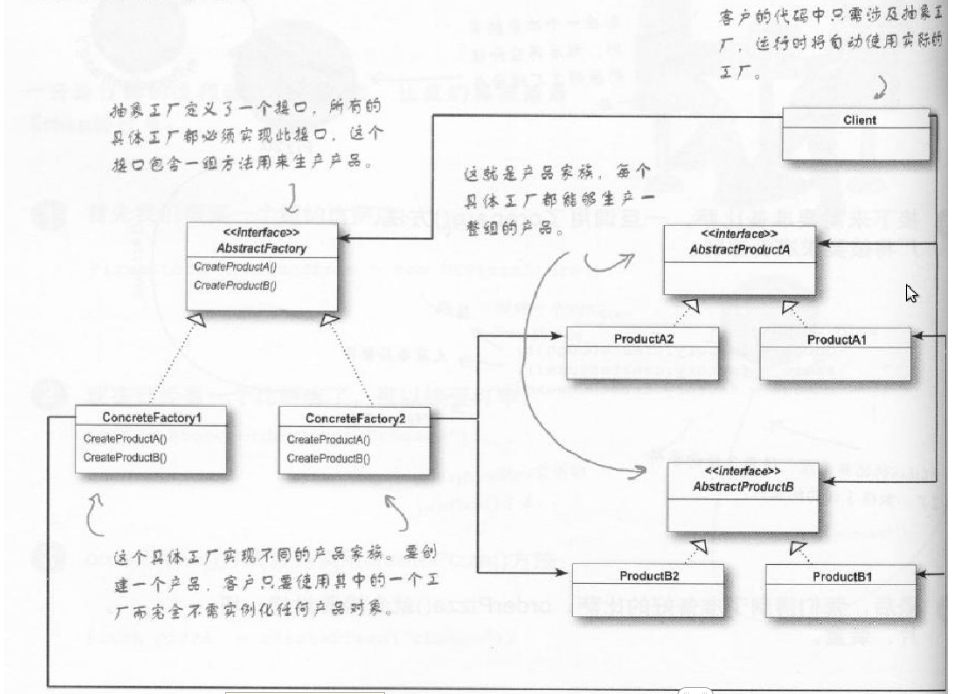 客户的代码中只需涉及抽象工
厂，运行时将自动使用实际的
工厂。
Client
抽象工厂定义了一个接口，所有的
具体工厂都必须实现此接口，这个
接口包含一组方法用来生产产品。
这就是产品家族，每个
具体工厂都能够生产一
整组的产品。
<<interface>>
AbstractFactory
CreateProductA()
CreateProductB()
<<interface>>
AbstractProductA
ProductA2
ProductA1
ConcreteFactory1
CreateProductA()
CreateProductB()
ConcreteFactory2
CreateProductA()
CreateProductB()
<<interface>>
AbstractProductB
ProductB2
ProductB1
这个具体工厂实现不同的产品家族。要创
建一个产品，客户只要使用其中的一个工
厂而完全不需实例化任何产品对象。